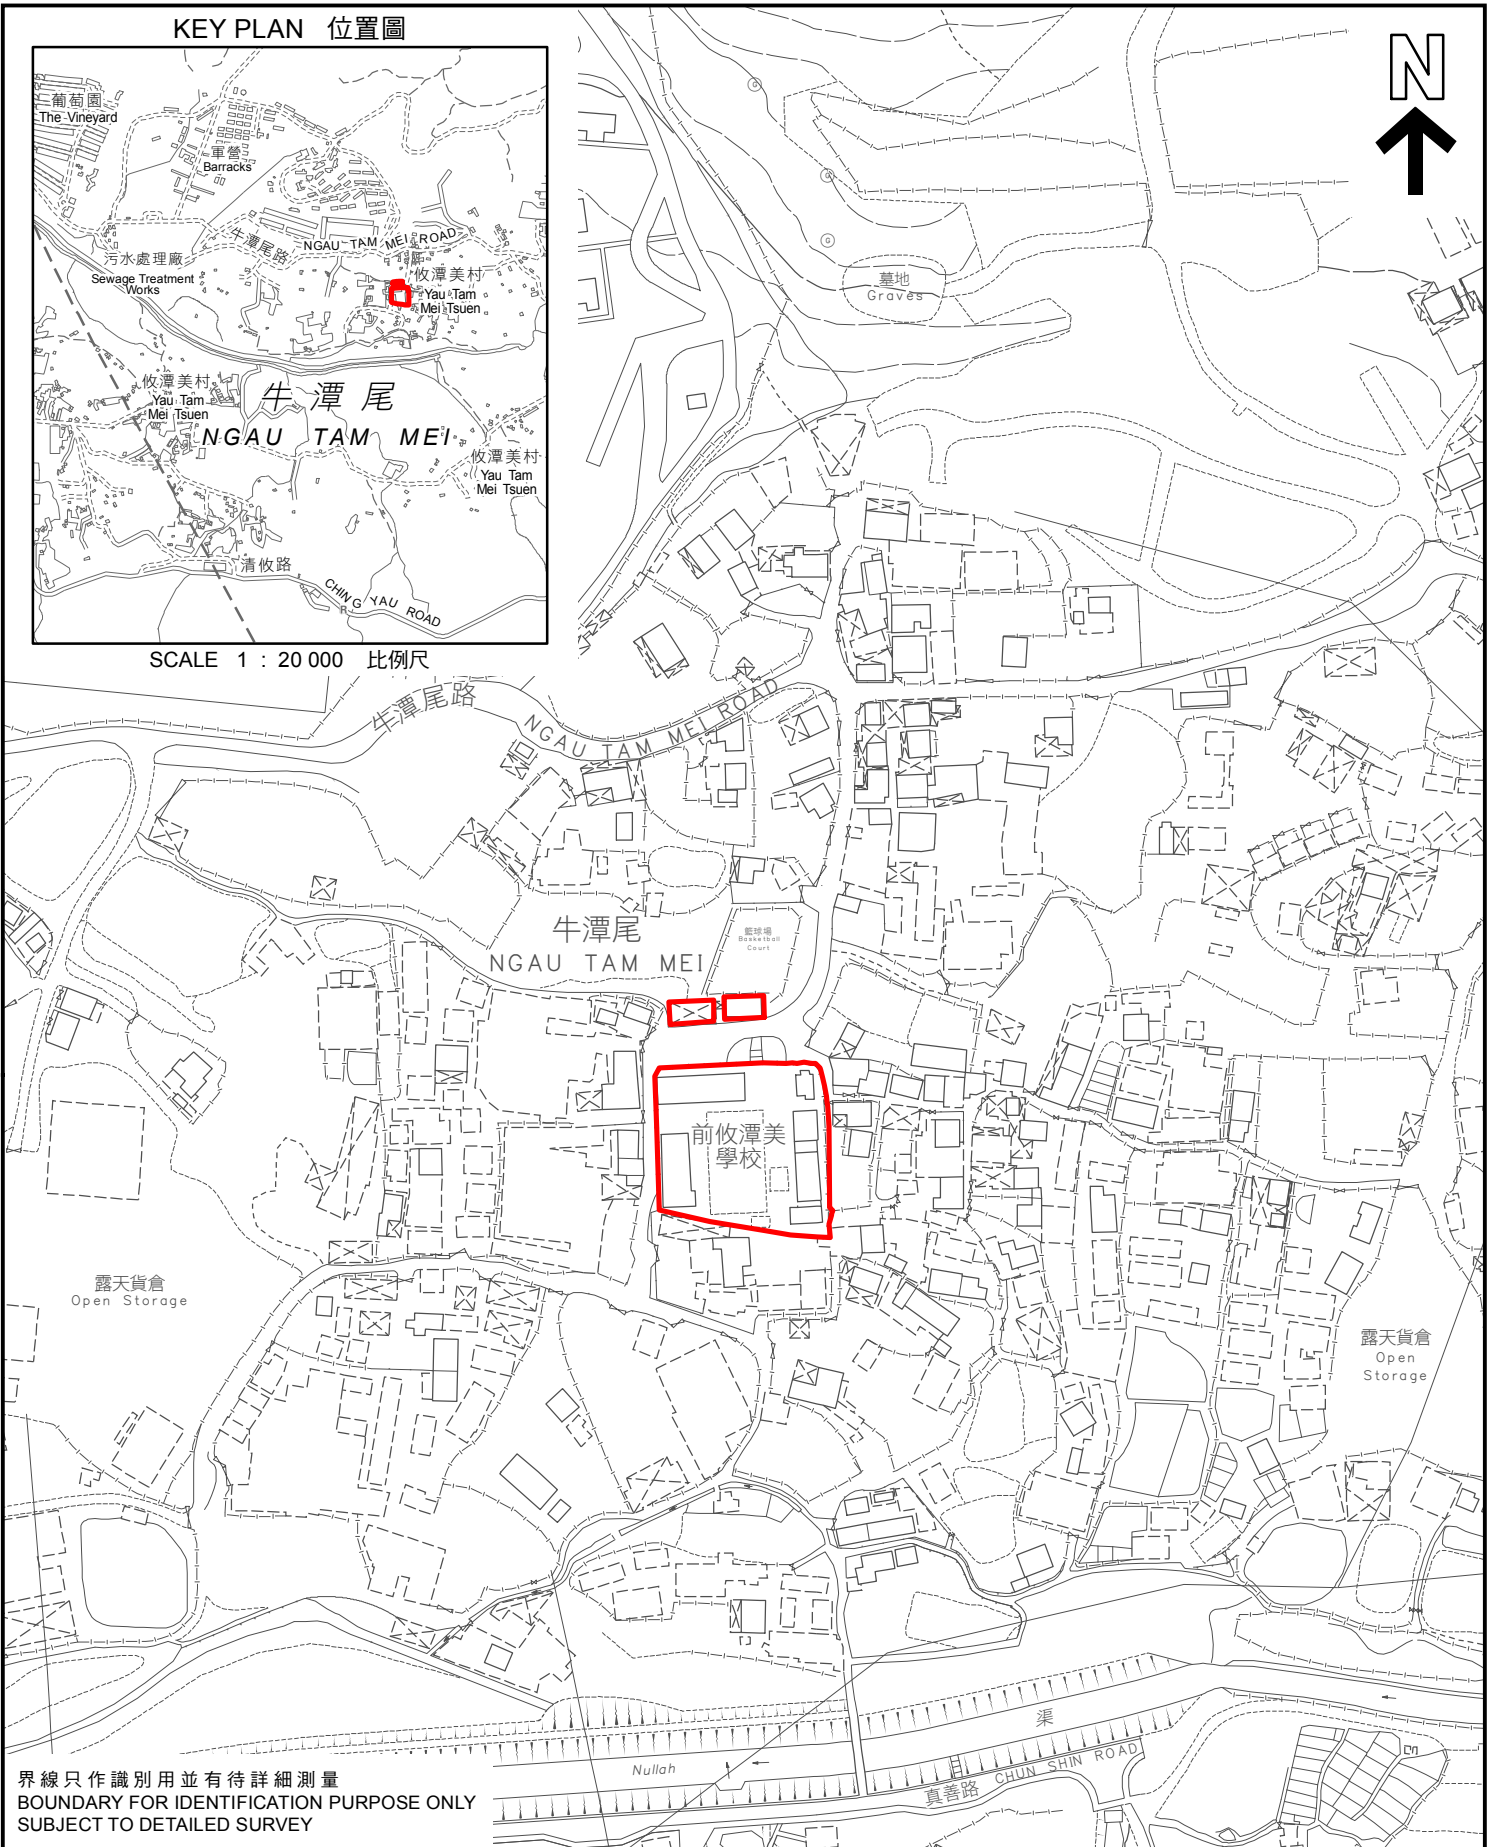 KEY PLAN 位置圖
N
葡萄園
The Vineyard
軍營
Barracks
牛潭尾路
NGAU TAM MEI ROAD
污水處理廠
Sewage Treatment
Works
攸潭美村
Yau Tam
Mei Tsuen
攸潭美村
Yau Tam
Mei Tsuen
牛潭尾
NGAU TAM MEI
攸潭美村
Yau Tam
Mei Tsuen
清攸路
CHING YAU ROAD
SCALE 1 : 20 000 比例尺
G
G
G
墓地
Graves
牛潭尾路
NGAU TAM MEI ROAD
籃球場
Basketball
Court
牛潭尾
NGAU TAM MEI
前攸潭美
學校
露天貨倉
Open Storage
露天貨倉
Open
Storage
渠
Nullah
真善路 CHUN SHIN ROAD
界線只作識別用並有待詳細測量
BOUNDARY FOR IDENTIFICATION PURPOSE ONLY
SUBJECT TO DETAILED SURVEY